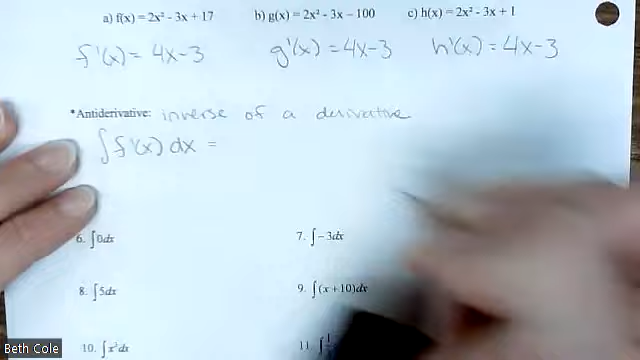 a) f(x) = 2x² - 3x + 17 b) g(x) = 2x² - 3x - 100 c) h(x) = 2x² - 3x + 1
f'(x) = 4x-3 g'(x) = 4x-3 h'(x) = 4x-3
*Antiderivative: inverse of a derivative
∫f'(x) dx =
6. ∫0dx 7. ∫-3dx
8. ∫5dx 9. ∫(x+10)dx
10. 11.
Beth Cole